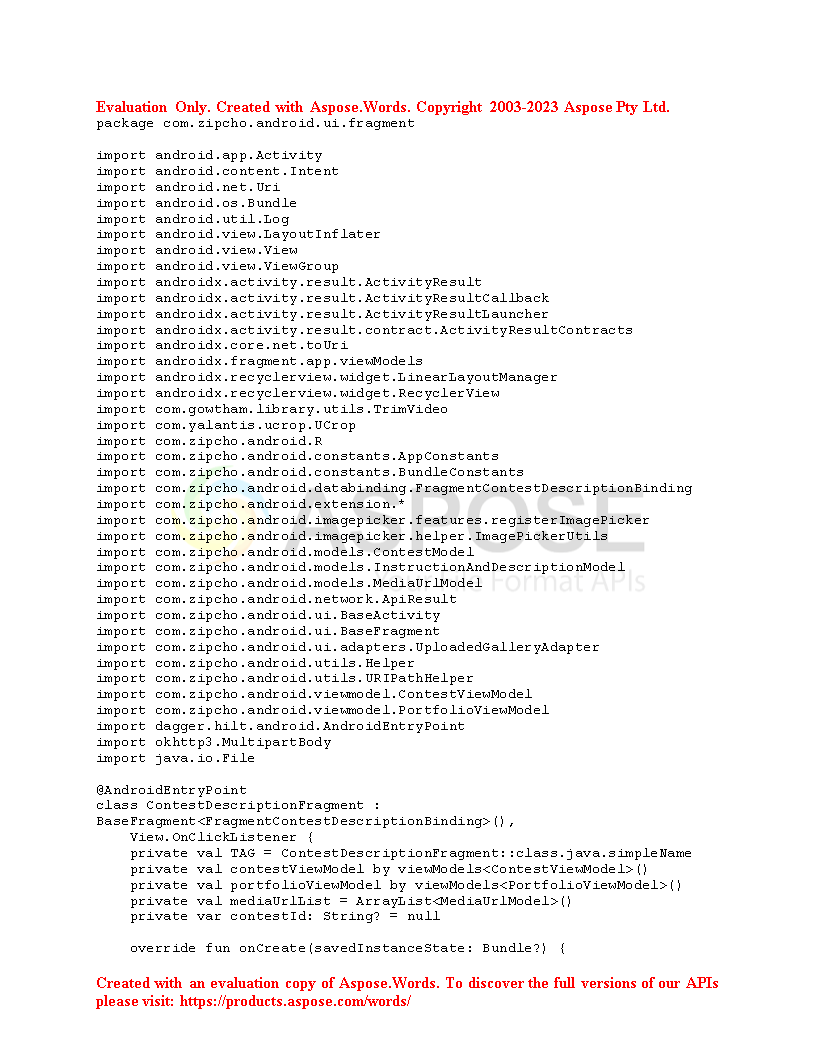 Evaluation Only. Created with Aspose.Words. Copyright 2003-2023 Aspose Pty Ltd.
package com.zipcho.android.ui.fragment
import android.app.Activity
import android.content.Intent
import android.net.Uri
import android.os.Bundle
import android.util.Log
import android.view.LayoutInflater
import android.view.View
import android.view.ViewGroup
import androidx.activity.result.ActivityResult
import androidx.activity.result.ActivityResultCallback
import androidx.activity.result.ActivityResultLauncher
import androidx.activity.result.contract.ActivityResultContracts
import androidx.core.net.toUri
import androidx.fragment.app.viewModels
import androidx.recyclerview.widget.LinearLayoutManager
import androidx.recyclerview.widget.RecyclerView
import com.gowtham.library.utils.TrimVideo
import com.yalantis.ucrop.UCrop
import com.zipcho.android.R
import com.zipcho.android.constants.AppConstants
import com.zipcho.android.constants.BundleConstants
import com.zipcho.android.databinding.FragmentContestDescriptionBinding
import com.zipcho.android.extension.*
import com.zipcho.android.imagepicker.features.registerImagePicker
import com.zipcho.android.imagepicker.helper.ImagePickerUtils
import com.zipcho.android.models.ContestModel
import com.zipcho.android.models.InstructionAndDescriptionModel
import com.zipcho.android.models.MediaUrlModel
import com.zipcho.android.network.ApiResult
import com.zipcho.android.ui.BaseActivity
import com.zipcho.android.ui.BaseFragment
import com.zipcho.android.ui.adapters.UploadedGalleryAdapter
import com.zipcho.android.utils.Helper
import com.zipcho.android.utils.URIPathHelper
import com.zipcho.android.viewmodel.ContestViewModel
import com.zipcho.android.viewmodel.PortfolioViewModel
import dagger.hilt.android.AndroidEntryPoint
import okhttp3.MultipartBody
import java.io.File
@AndroidEntryPoint
class ContestDescriptionFragment :
BaseFragment<FragmentContestDescriptionBinding>(),
    View.OnClickListener {
    private val TAG = ContestDescriptionFragment::class.java.simpleName
    private val contestViewModel by viewModels<ContestViewModel>()
    private val portfolioViewModel by viewModels<PortfolioViewModel>()
    private val mediaUrlList = ArrayList<MediaUrlModel>()
    private var contestId: String? = null
    override fun onCreate(savedInstanceState: Bundle?) {
ASPOSE
Format APIs
Created with an evaluation copy of Aspose.Words. To discover the full versions of our APIs
please visit: https://products.aspose.com/words/